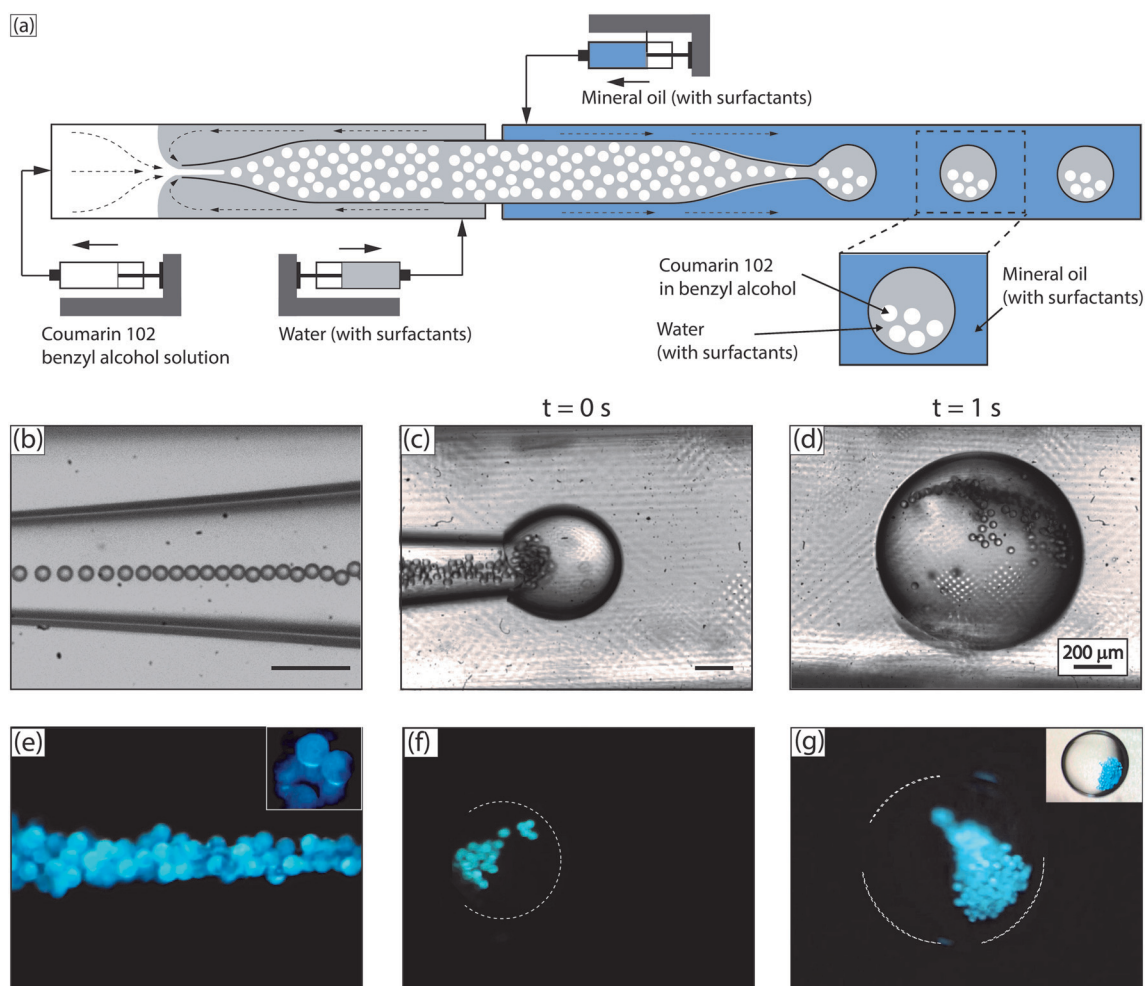 (a)
Mineral oil (with surfactants)
Coumarin 102
benzyl alcohol solution
Water (with surfactants)
Coumarin 102
in benzyl alcohol
Water
(with surfactants)
Mineral oil
(with surfactants)
t = 0 s
t = 1 s
(b)
(c)
(d)
200 µm
(e)
(f)
(g)